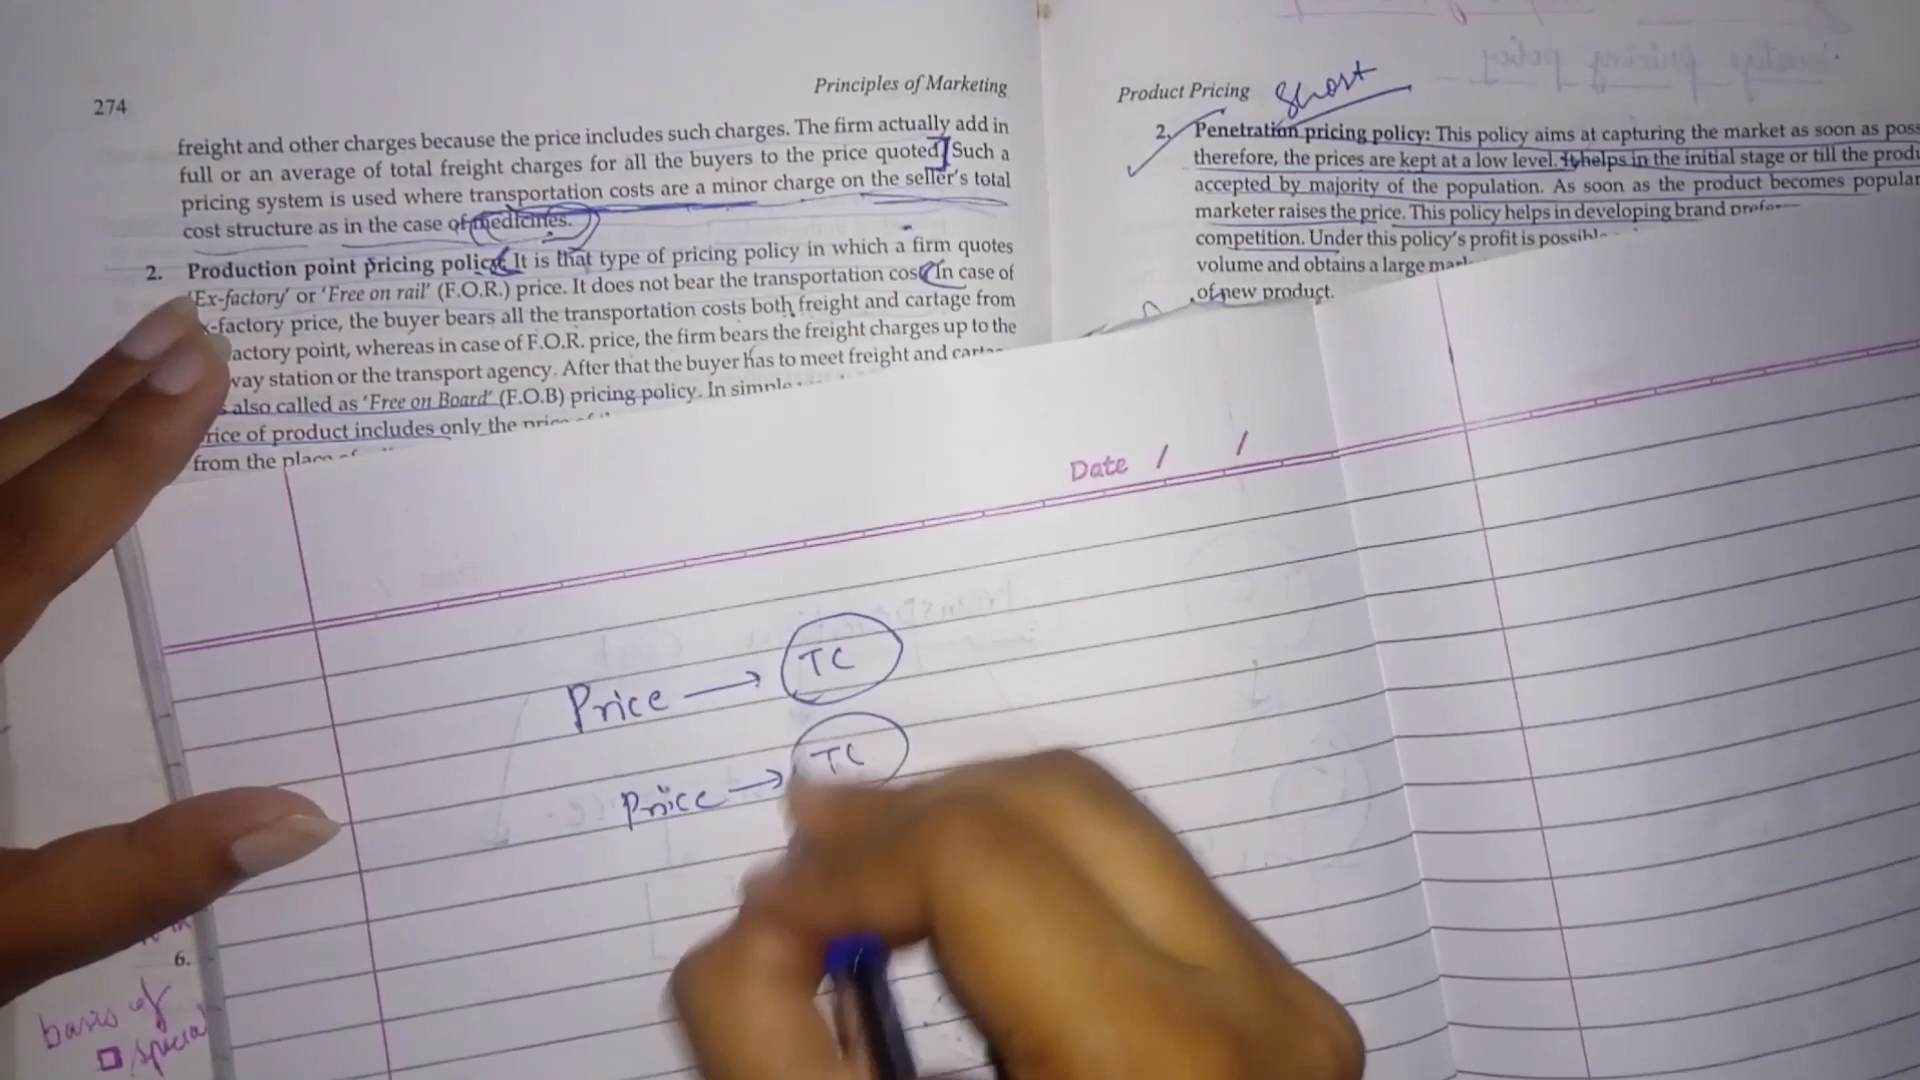 274
Principles of Marketing
freight and other charges because the price includes such charges. The firm actually add in
full or an average of total freight charges for all the buyers to the price quoted. Such a
pricing system is used where transportation costs are a minor charge on the seller's total
cost structure as in the case of medicines.
2. Production point pricing policy: It is that type of pricing policy in which a firm quotes
'Ex-factory' or 'Free on rail' (F.O.R.) price. It does not bear the transportation cost. In case of
x-factory price, the buyer bears all the transportation costs both freight and cartage from
actory point, whereas in case of F.O.R. price, the firm bears the freight charges up to the
way station or the transport agency. After that the buyer has to meet freight and
s also called as 'Free on Board' (F.O.B) pricing policy. In simple
rice of product includes only the
from the place
Product Pricing
Short
2. Penetration pricing policy: This policy aims at capturing the market as soon as poss
therefore, the prices are kept at a low level. It helps in the initial stage or till the produ
accepted by majority of the population. As soon as the product becomes popular
marketer raises the price. This policy helps in developing brand
competition. Under this policy's profit is possible
volume and obtains a large
of new product.
Date / /
Price → TC
Price → TC
6.
basis of
special